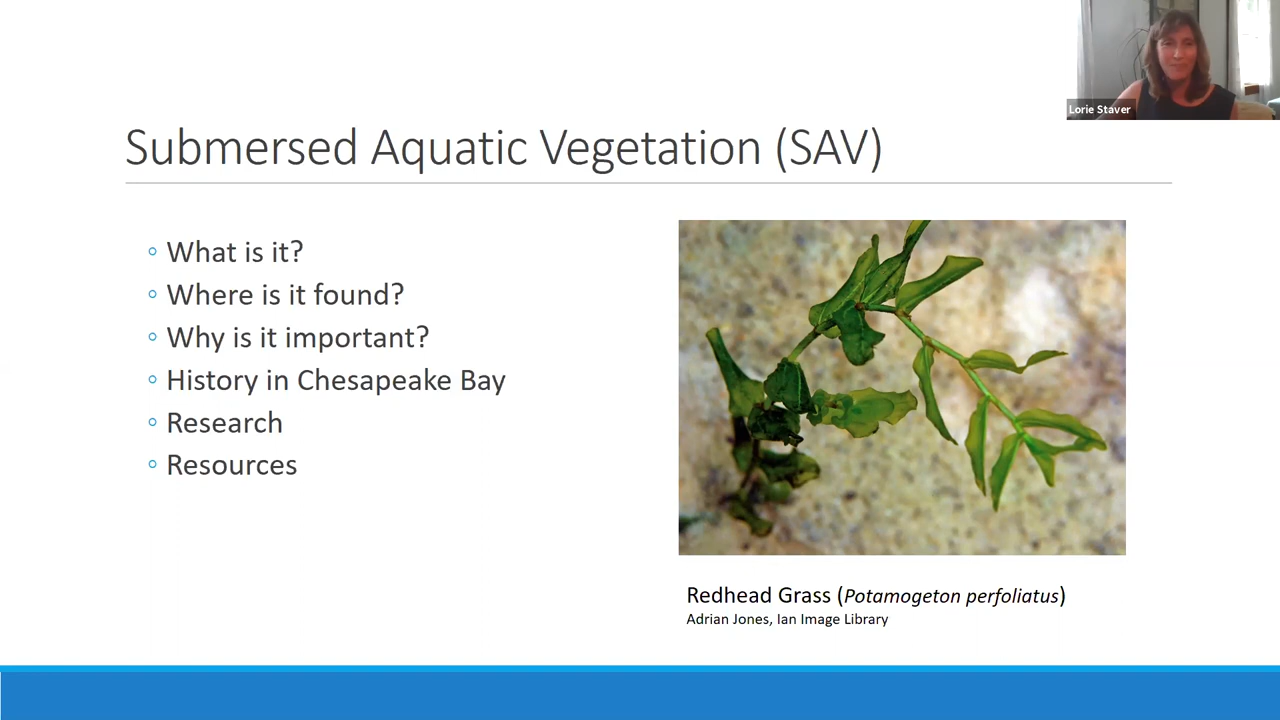 Lorie Staver
Submersed Aquatic Vegetation (SAV)
What is it?
Where is it found?
Why is it important?
History in Chesapeake Bay
Research
Resources
Redhead Grass (Potamogeton perfoliatus)
Adrian Jones, Ian Image Library